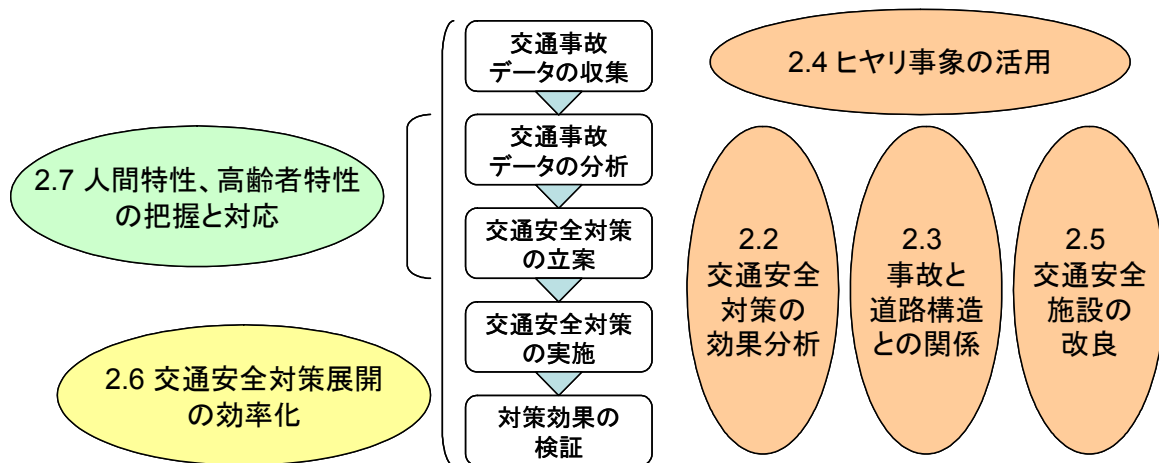 交通事故
データの収集
交通事故
データの分析
交通安全対策
の立案
交通安全対策
の実施
対策効果の
検証
2.7 人間特性、高齢者特性
の把握と対応
2.6 交通安全対策展開
の効率化
2.4 ヒヤリ事象の活用
2.2
交通安全
対策の
効果分析
2.3
事故と
道路構造
との関係
2.5
交通安全
施設の
改良